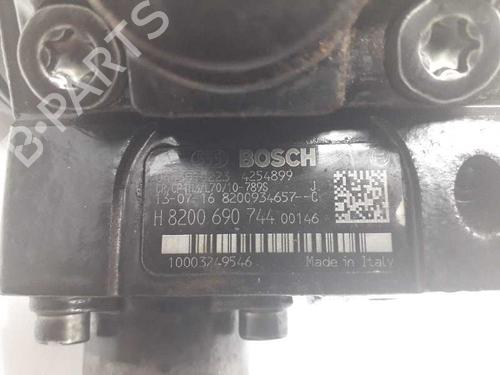 BOSCH
4254899
CR/CP1H3/L70/10-789S J
13-07-16 8200934657--C
H 8200 690 744 00146
10003249546 Made in Italy
B-PARTS